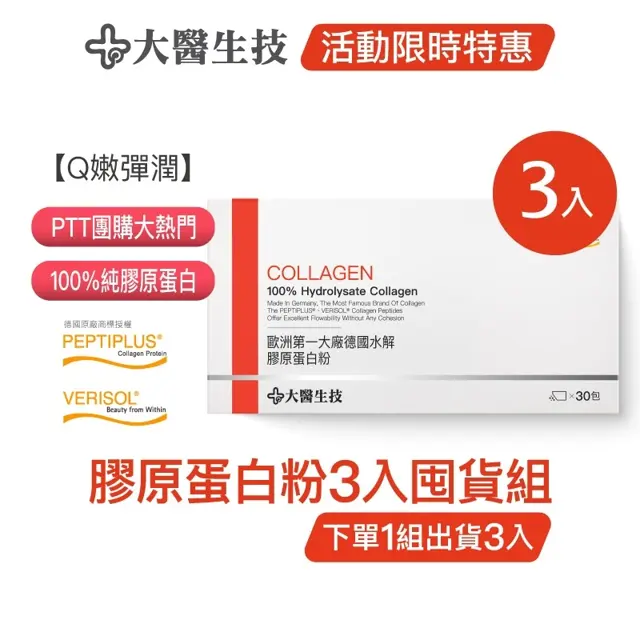 大醫生技 活動限時特惠
【Q嫩彈潤】
3入
PTT團購大熱門
100%純膠原蛋白
德國原廠商標授權
PEPTIPLUS®
Collagen Protein
VERISOL®
Beauty from Within
COLLAGEN
100% Hydrolysate Collagen
Made In Germany, The Most Famous Brand Of Collagen
The PEPTIPLUS®、VERISOL® Collagen Peptides
Offer Excellent Flowability Without Any Cohesion
歐洲第一大廠德國水解
膠原蛋白粉
大醫生技
×30包
膠原蛋白粉3入囤貨組
下單1組出貨3入